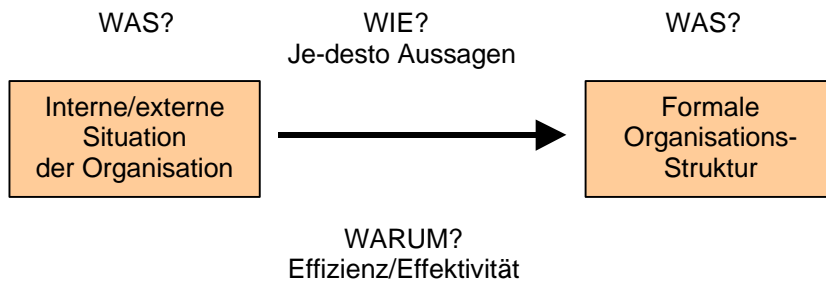 WAS?
WIE?
Je-desto Aussagen
WAS?
Interne/externe
Situation
der Organisation
Formale
Organisations-
Struktur
WARUM?
Effizienz/Effektivität